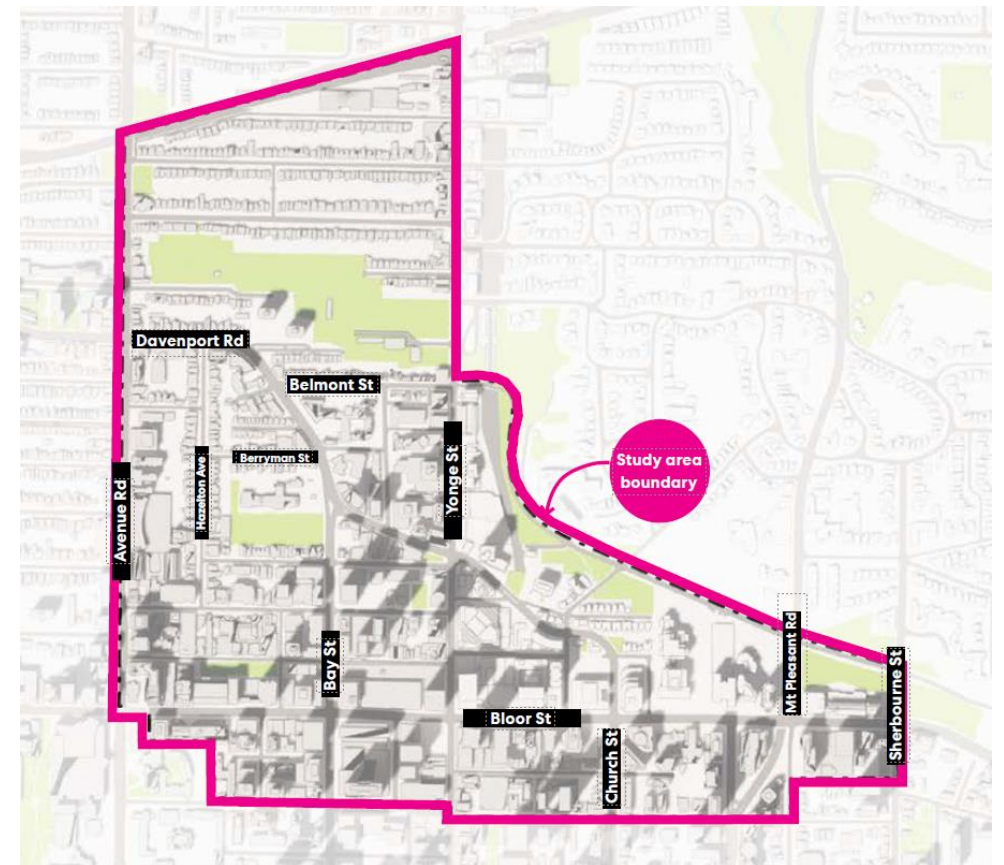 Davenport Rd
Belmont St
Berryman St
Hazelton Ave
Yonge St
Study area
boundary
Avenue Rd
Bay St
Mt Pleasant Rd
Sherbourne St
Bloor St
Church St